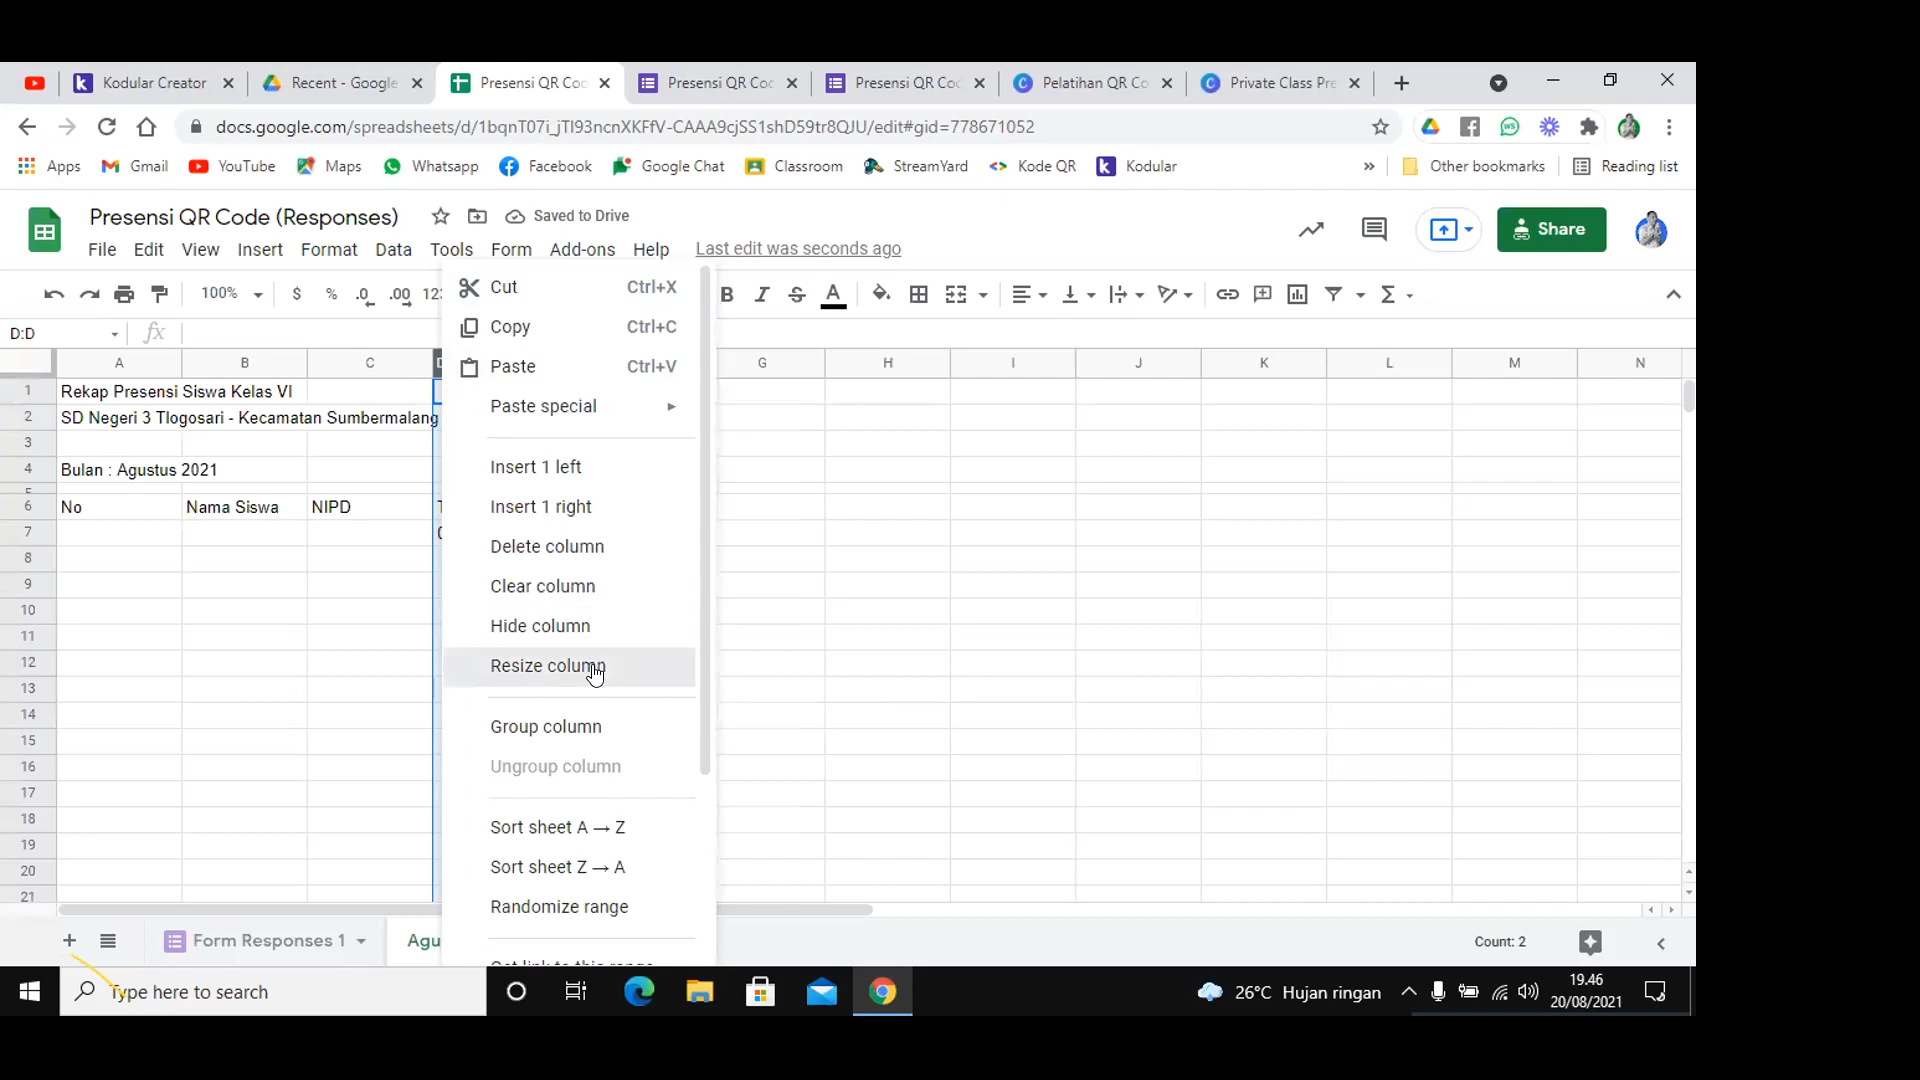 Kodular Creator
Recent - Google
Presensi QR Coc
Presensi QR Coc
Presensi QR Coc
Pelatihan QR Co
Private Class Pre
docs.google.com/spreadsheets/d/1bqnT07i_jTI93ncnXKFfV-CAAA9cjSS1shD59tr8QJU/edit#gid=778671052
Apps Gmail YouTube Maps Whatsapp Facebook Google Chat Classroom StreamYard Kode QR Kodular » Other bookmarks Reading list
Presensi QR Code (Responses) Saved to Drive
File Edit View Insert Format Data Tools Form Add-ons Help Last edit was seconds ago
Share
100% $ % .0 .00 123 B I S A Σ
D:D fx
A B C D G H I J K L M N
1 Rekap Presensi Siswa Kelas VI
2 SD Negeri 3 Tlogosari - Kecamatan Sumbermalang
3
4 Bulan : Agustus 2021
5
6 No Nama Siswa NIPD
7
8
9
10
11
12
13
14
15
16
17
18
19
20
21
Cut Ctrl+X
Copy Ctrl+C
Paste Ctrl+V
Paste special
Insert 1 left
Insert 1 right
Delete column
Clear column
Hide column
Resize column
Group column
Ungroup column
Sort sheet A → Z
Sort sheet Z → A
Randomize range
Get link to this range
Form Responses 1 Agu Count: 2
Type here to search
26°C Hujan ringan
19.46
20/08/2021